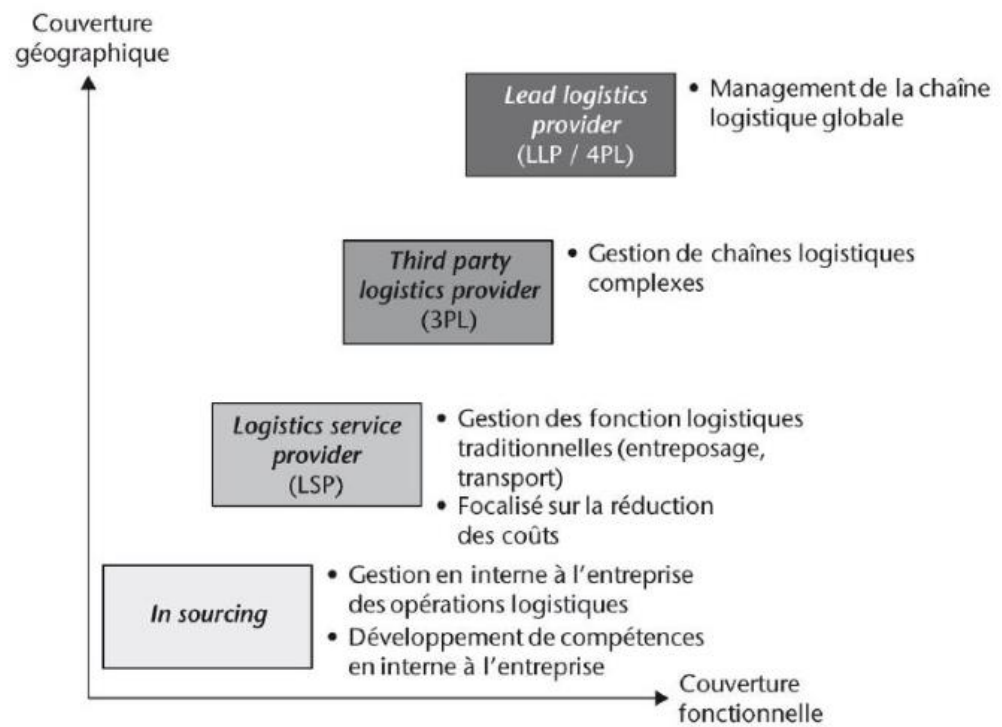 Couverture
géographique
Lead logistics
provider
(LLP / 4PL)
• Management de la chaîne
logistique globale
Third party
logistics provider
(3PL)
• Gestion de chaînes logistiques
complexes
Logistics service
provider
(LSP)
• Gestion des fonction logistiques
traditionnelles (entreposage,
transport)
• Focalisé sur la réduction
des coûts
In sourcing
• Gestion en interne à l'entreprise
des opérations logistiques
• Développement de compétences
en interne à l'entreprise
Couverture
fonctionnelle